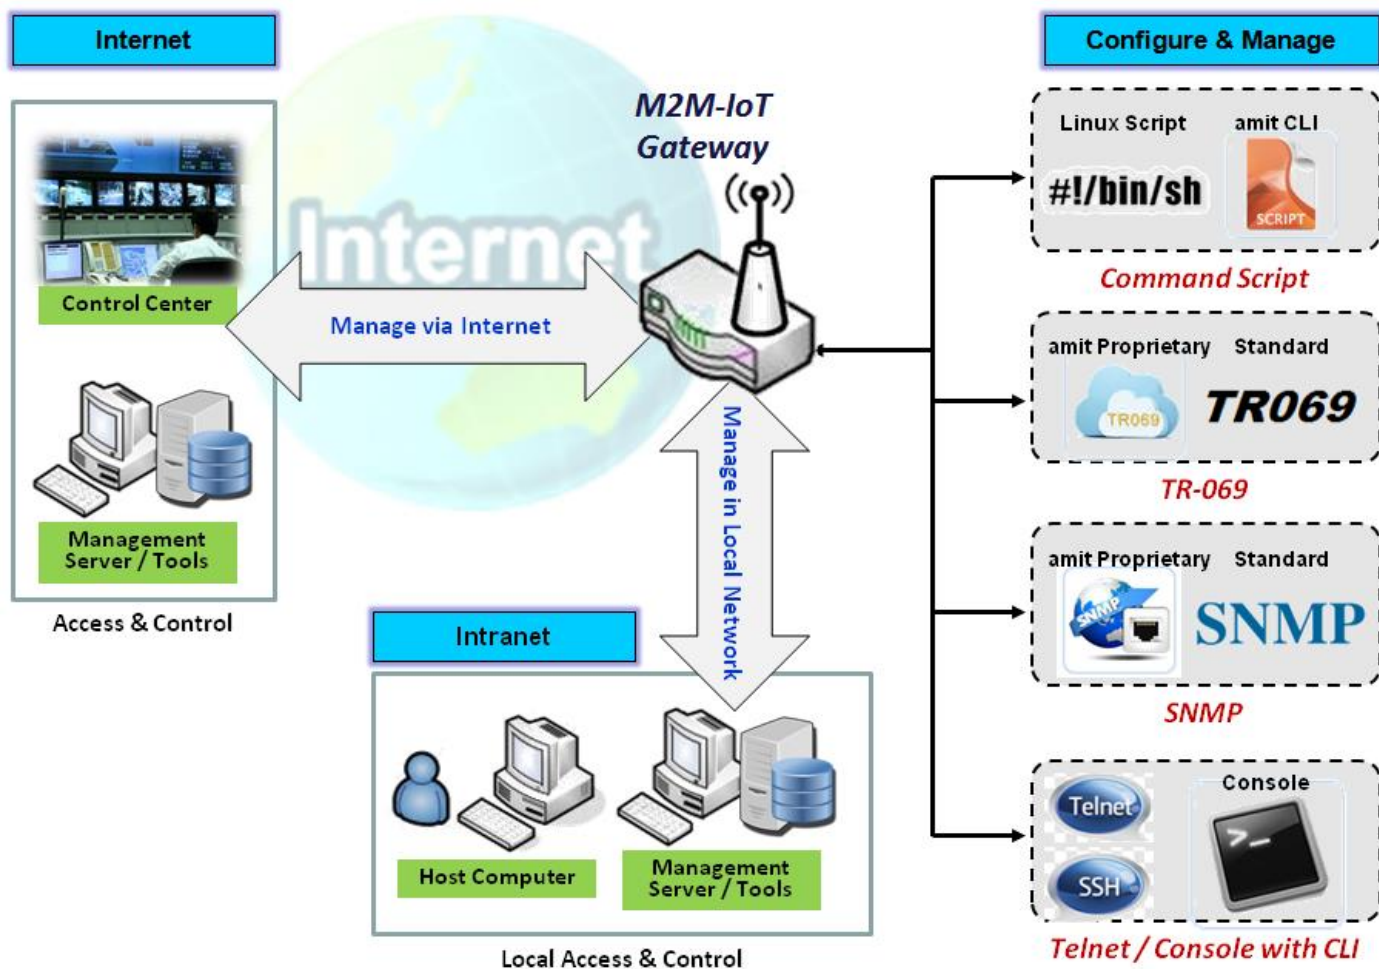 Internet
Configure & Manage
M2M-IoT
Gateway
Internet
Control Center
Manage via Internet
Management
Server / Tools
Access & Control
Manage in Local Network
Intranet
Host Computer
Management
Server / Tools
Local Access & Control
Linux Script
amit CLI
#!/bin/sh
SCRIPT
Command Script
amit Proprietary
Standard
TR069
TR069
TR-069
amit Proprietary
Standard
SNMP
SNMP
SNMP
Telnet
Console
>_
SSH
Telnet / Console with CLI